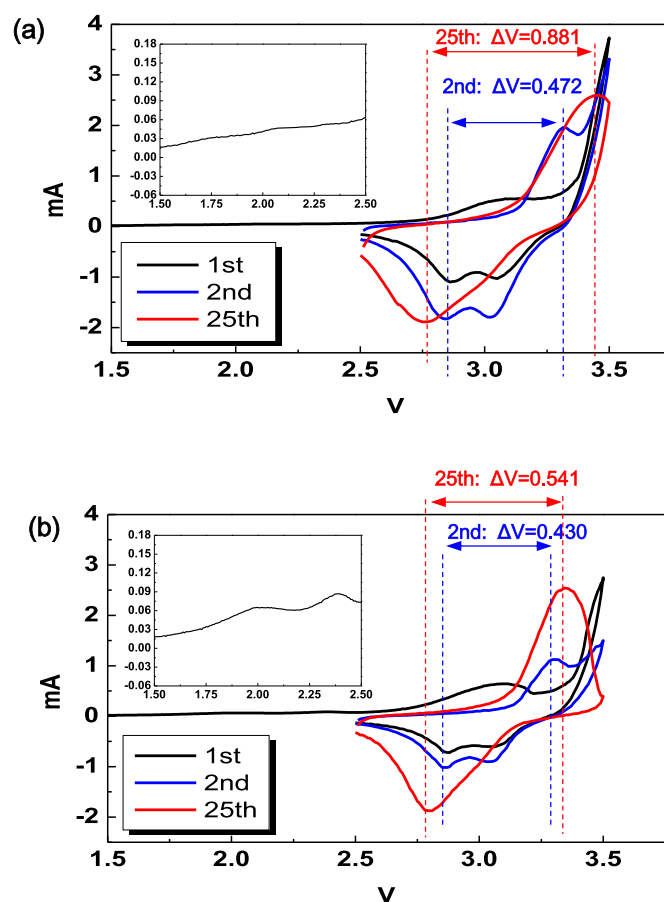 (a)
25th: ΔV=0.881
2nd: ΔV=0.472
4
3
2
1
0
-1
-2
mA
0.18
0.15
0.12
0.09
0.06
0.03
0.00
-0.03
-0.06
1.50 1.75 2.00 2.25 2.50
1st
2nd
25th
1.5 2.0 2.5 3.0 3.5
V
(b)
25th: ΔV=0.541
2nd: ΔV=0.430
4
3
2
1
0
-1
-2
mA
0.18
0.15
0.12
0.09
0.06
0.03
0.00
-0.03
-0.06
1.50 1.75 2.00 2.25 2.50
1st
2nd
25th
1.5 2.0 2.5 3.0 3.5
V